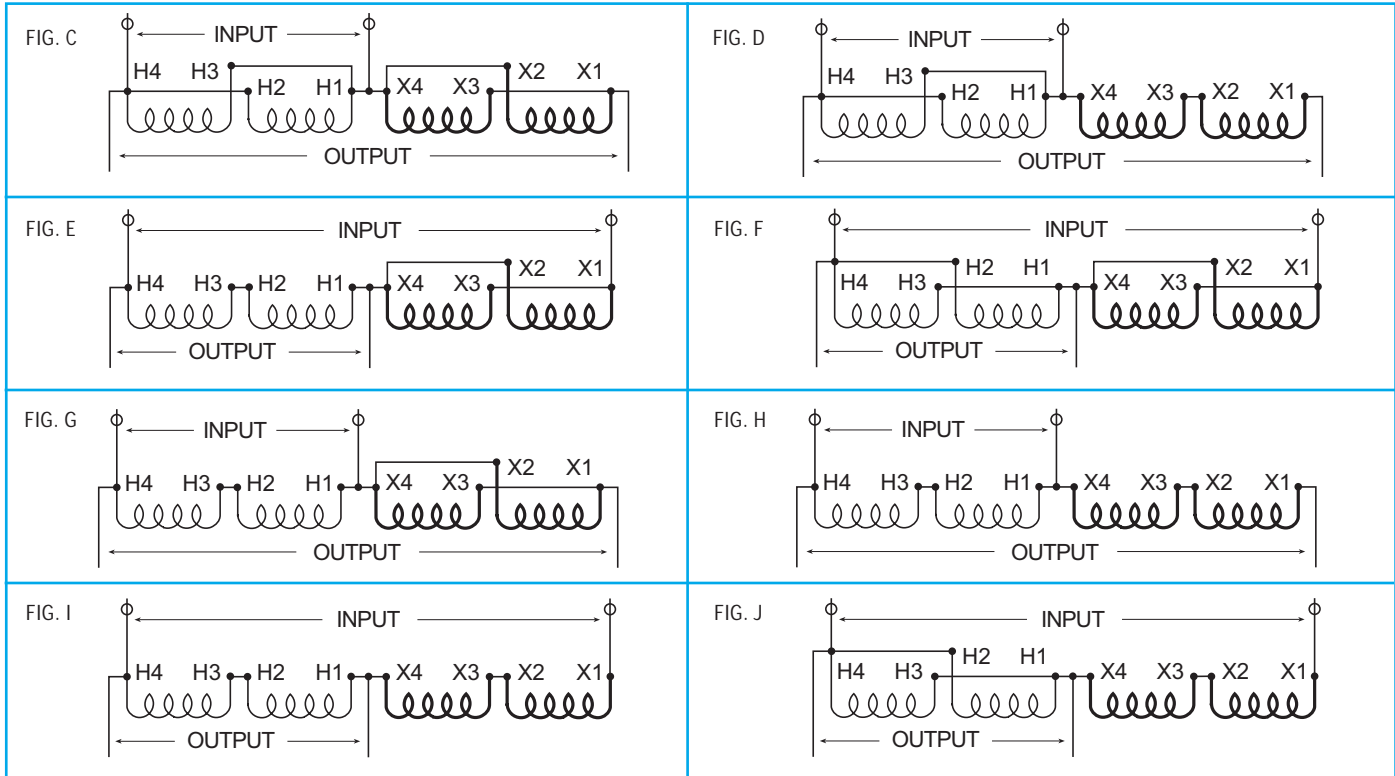 FIG. C
INPUT
H4 H3 H2 H1 X4 X3 X2 X1
OUTPUT
FIG. D
INPUT
H4 H3 H2 H1 X4 X3 X2 X1
OUTPUT
FIG. E
INPUT
H4 H3 H2 H1 X4 X3 X2 X1
OUTPUT
FIG. F
INPUT
H4 H3 H2 H1 X4 X3 X2 X1
OUTPUT
FIG. G
INPUT
H4 H3 H2 H1 X4 X3 X2 X1
OUTPUT
FIG. H
INPUT
H4 H3 H2 H1 X4 X3 X2 X1
OUTPUT
FIG. I
INPUT
H4 H3 H2 H1 X4 X3 X2 X1
OUTPUT
FIG. J
INPUT
H4 H3 H2 H1 X4 X3 X2 X1
OUTPUT